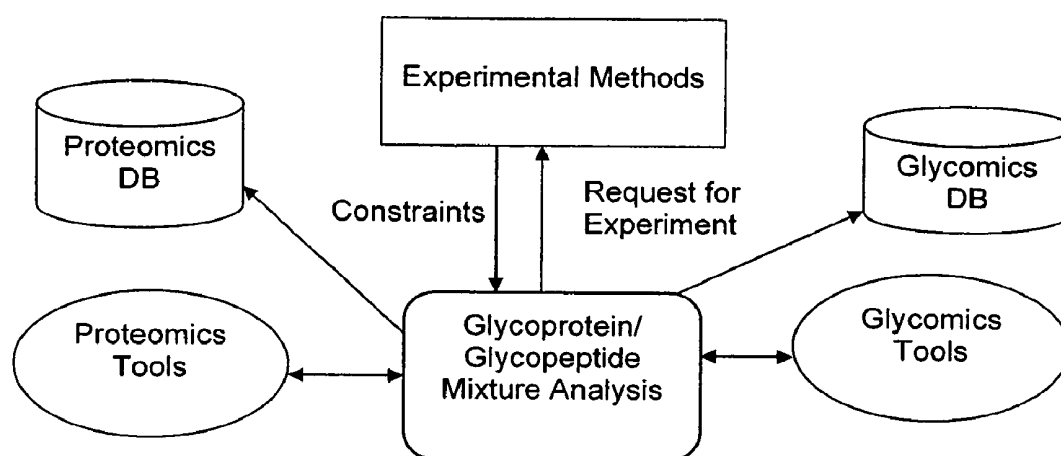 Experimental Methods
Proteomics
DB
Glycomics
DB
Constraints
Request for
Experiment
Proteomics
Tools
Glycoprotein/
Glycopeptide
Mixture Analysis
Glycomics
Tools